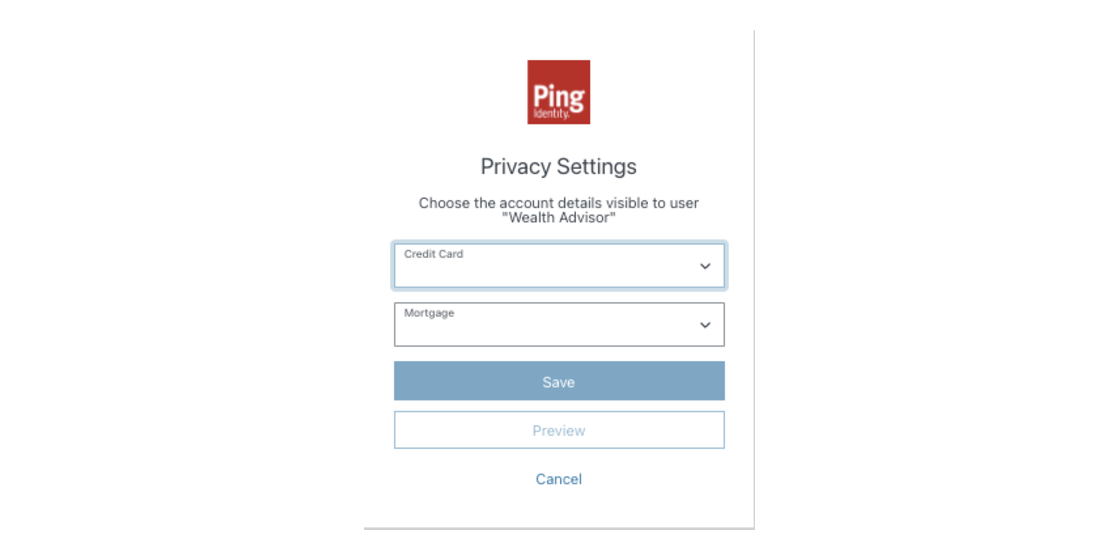 Ping
Identity.
Privacy Settings
Choose the account details visible to user
"Wealth Advisor"
Credit Card
Mortgage
Save
Preview
Cancel